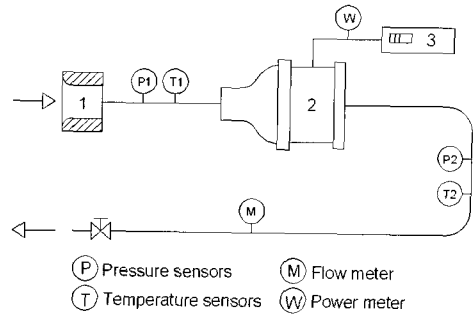 W
3
P1
T1
1
2
P2
T2
M
P Pressure sensors
M Flow meter
T Temperature sensors
W Power meter